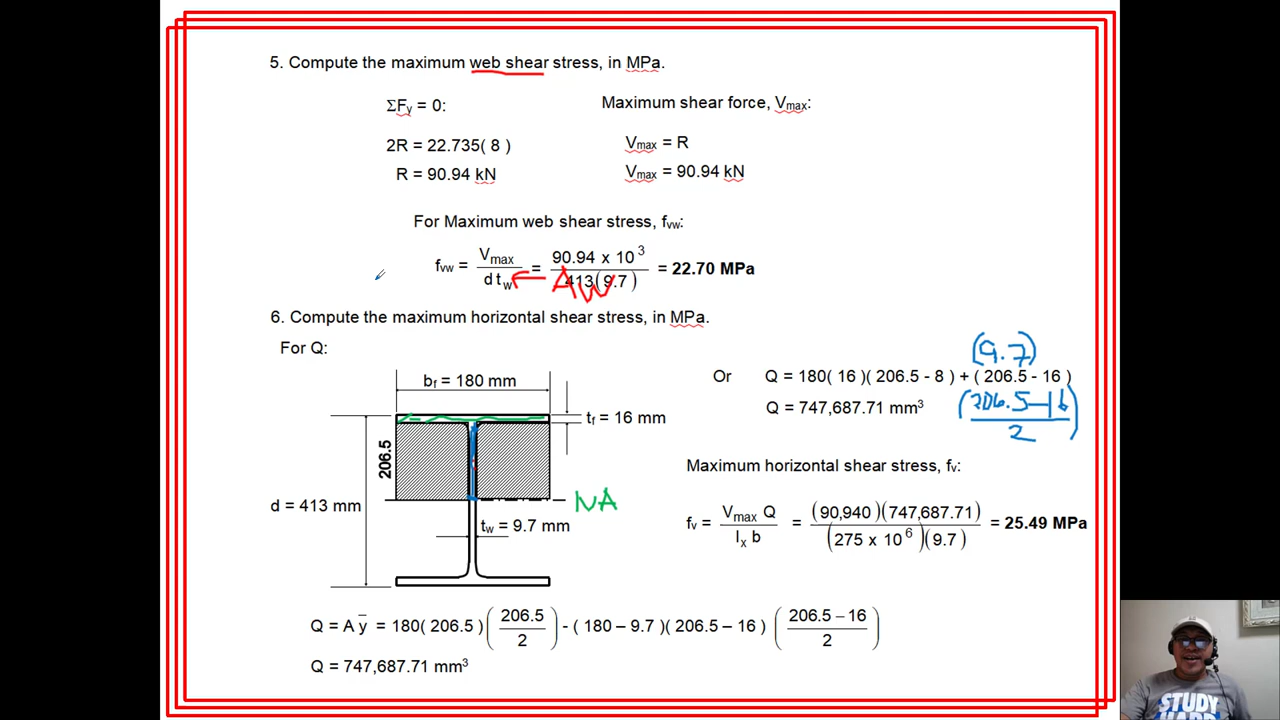 5. Compute the maximum web shear stress, in MPa.
ΣFy = 0:
2R = 22.735( 8 )
R = 90.94 kN
Maximum shear force, Vmax:
Vmax = R
Vmax = 90.94 kN
For Maximum web shear stress, fvw:
fvw = Vmax / d tw = 90.94 x 10^3 / 413( 9.7 ) = 22.70 MPa
AW
6. Compute the maximum horizontal shear stress, in MPa.
For Q:
bf = 180 mm
tf = 16 mm
206.5
d = 413 mm
NA
tw = 9.7 mm
(9.7)
Or Q = 180( 16 )( 206.5 - 8 ) + ( 206.5 - 16 )
(206.5-16 / 2)
Q = 747,687.71 mm³
Maximum horizontal shear stress, fv:
fv = Vmax Q / Ix b = (90,940)(747,687.71) / (275 x 10^6)(9.7) = 25.49 MPa
Q = A ȳ = 180( 206.5 ) ( 206.5 / 2 ) - ( 180 – 9.7 )( 206.5 – 16 ) ( 206.5 – 16 / 2 )
Q = 747,687.71 mm³
STUDY